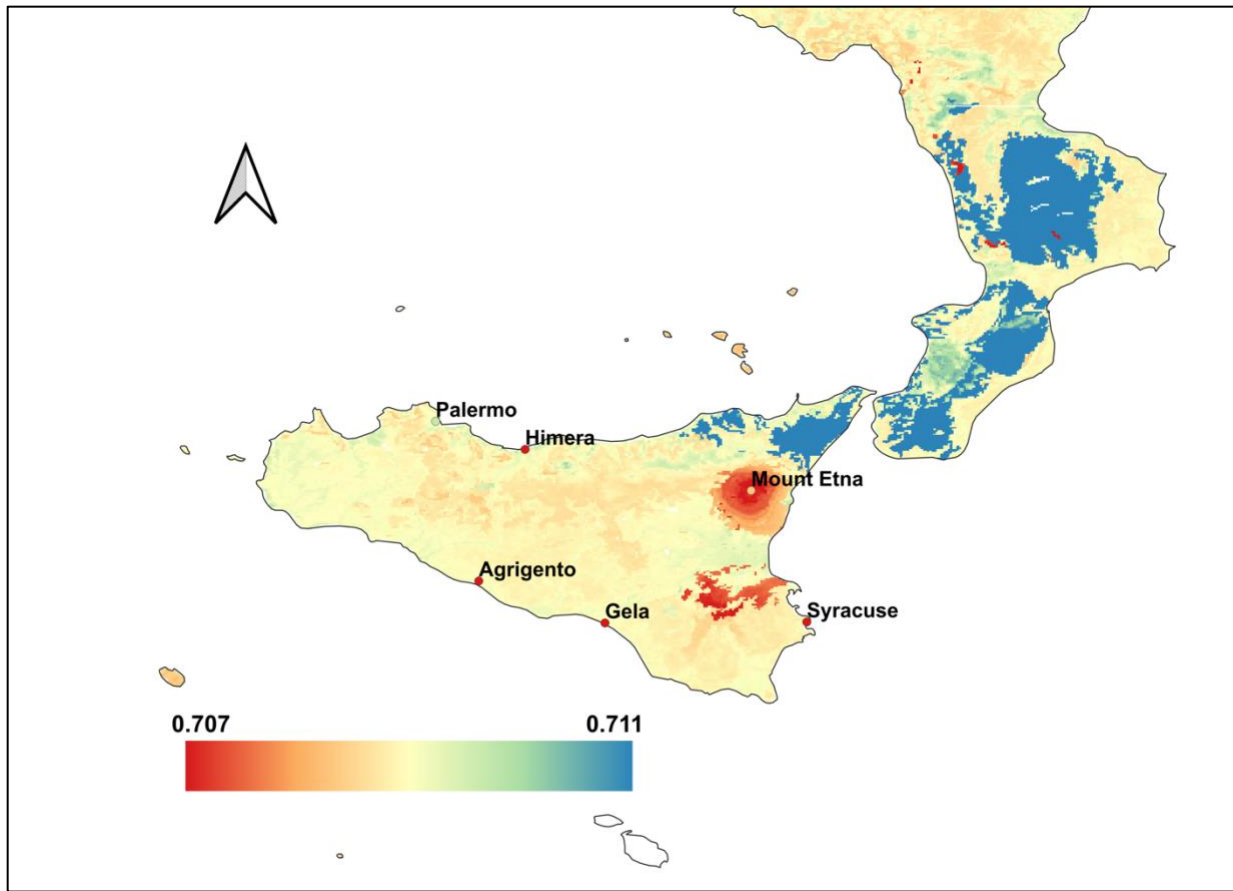 Palermo
Himera
Mount Etna
Agrigento
Gela
Syracuse
0.707
0.711